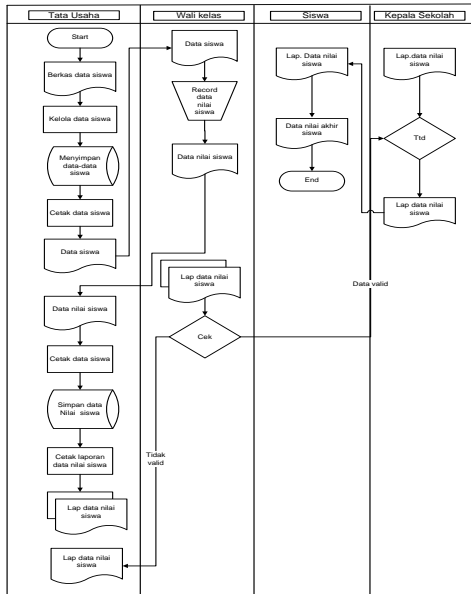 Tata Usaha
Wali kelas
Siswa
Kepala Sekolah
Start
Berkas data siswa
Kelola data siswa
Menyimpan
data-data
siswa
Cetak data siswa
Data siswa
Data nilai siswa
Cetak data siswa
Simpan data
Nilai siswa
Cetak laporan
data nilai siswa
Lap data nilai
siswa
Lap data nilai
siswa
Data siswa
Record
data
nilai
siswa
Data nilai siswa
Lap data nilai
siswa
Cek
Tidak
valid
Lap. Data nilai
siswa
Data nilai akhir
siswa
End
Lap.data nilai
siswa
Ttd
Lap data nilai
siswa
Data valid